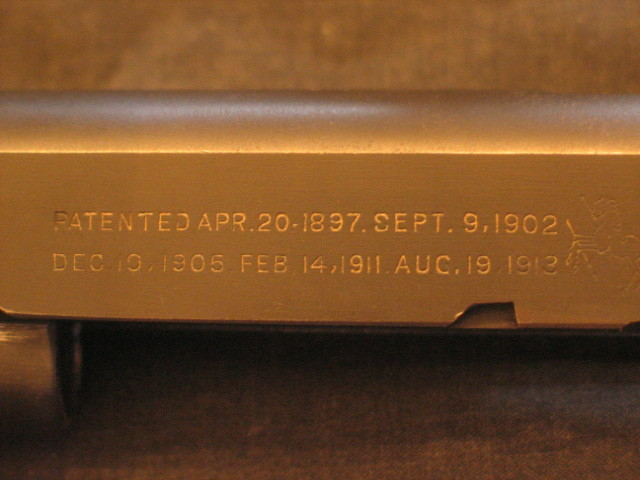 PATENTED APR. 20-1897. SEPT. 9, 1902
DEC 19, 1905 FEB 14, 1911. AUG. 19, 1913